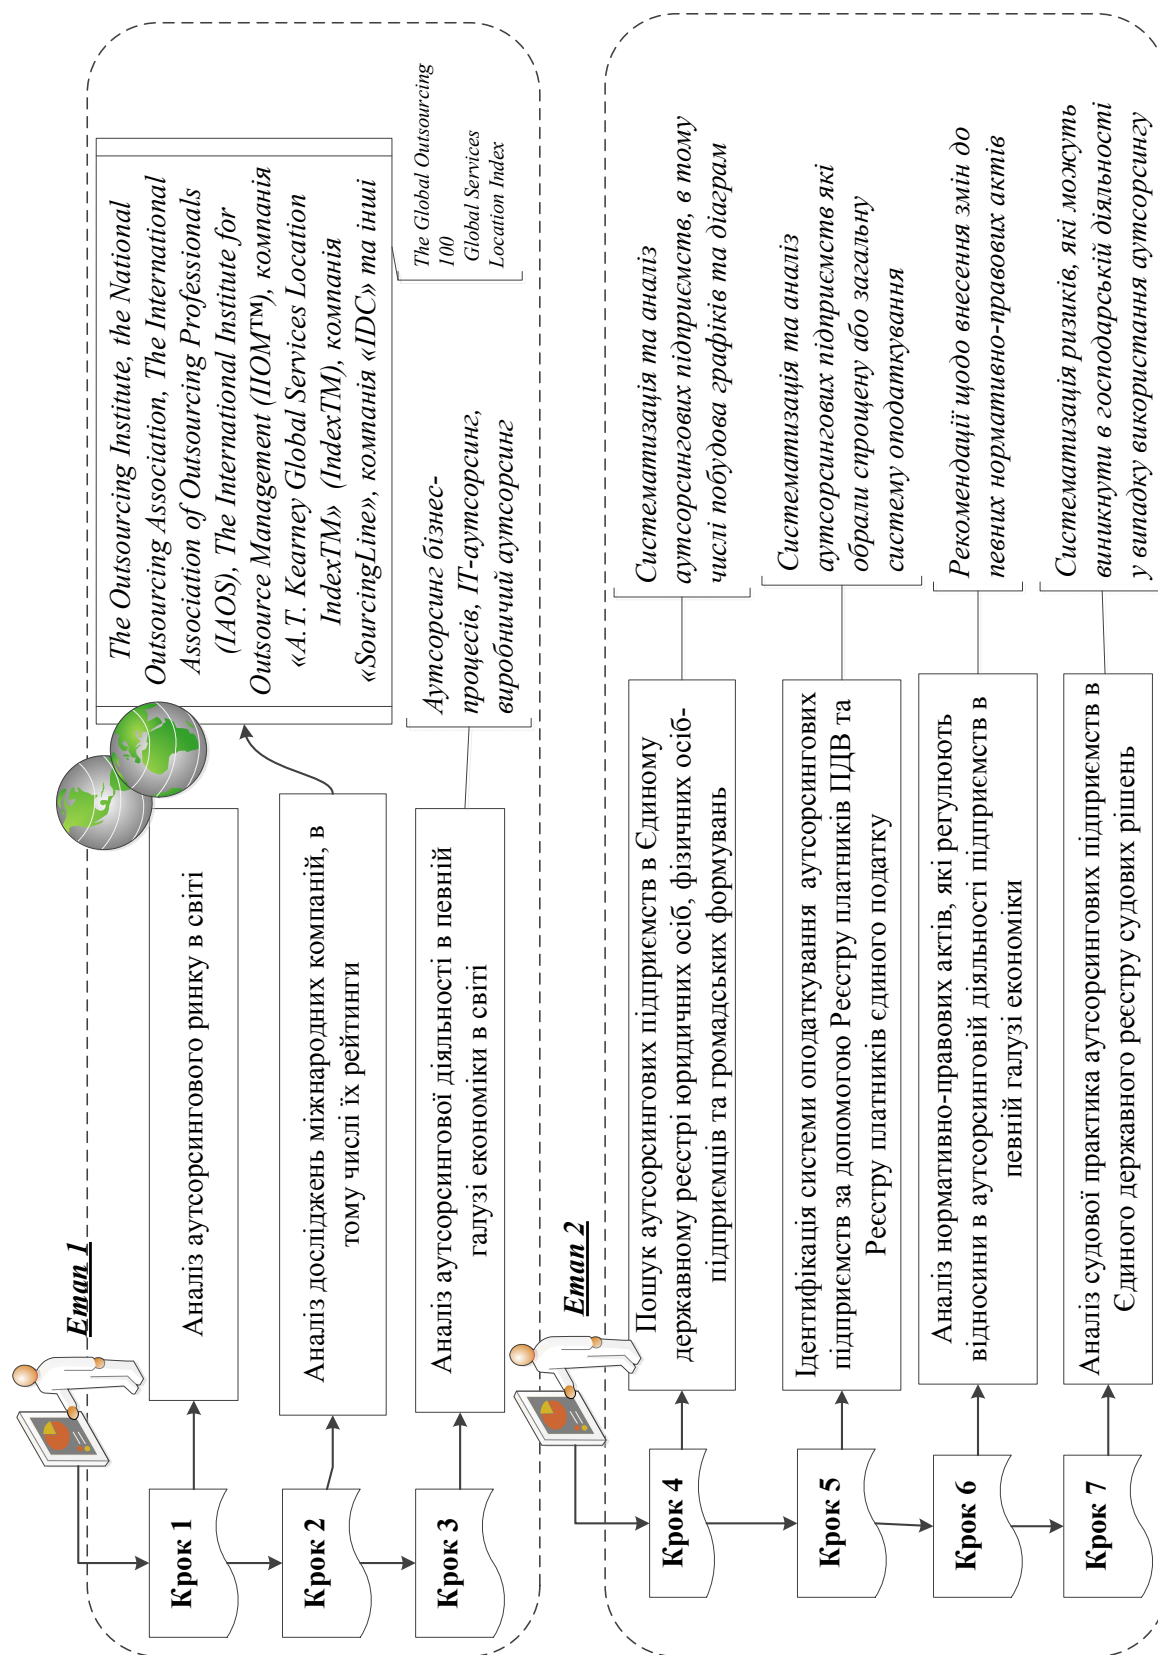 Етап 1
Крок 1
Аналіз аутсорсингового ринку в світі
Крок 2
Аналіз досліджень міжнародних компаній, в
тому числі їх рейтинги
The Outsourcing Institute, the National
Outsourcing Association, The International
Association of Outsourcing Professionals
(IAOS), The International Institute for
Outsource Management (IIOM™), компанія
«A.T. Kearney Global Services Location
IndexTM» (IndexTM), компанія
«SourcingLine», компанія «IDC» та інші
The Global Outsourcing
100
Global Services
Location Index
Крок 3
Аналіз аутсорсингової діяльності в певній
галузі економіки в світі
Аутсорсинг бізнес-
процесів, ІТ-аутсорсинг,
виробничий аутсорсинг
Етап 2
Крок 4
Пошук аутсорсингових підприємств в Єдиному
державному реєстрі юридичних осіб, фізичних осіб-
підприємців та громадських формувань
Систематизація та аналіз
аутсорсингових підприємств, в тому
числі побудова графіків та діаграм
Крок 5
Ідентифікація системи оподаткування аутсорсингових
підприємств за допомогою Реєстру платників ПДВ та
Реєстру платників єдиного податку
Систематизація та аналіз
аутсорсингових підприємств які
обрали спрощену або загальну
систему оподаткування
Крок 6
Аналіз нормативно-правових актів, які регулюють
відносини в аутсорсинговій діяльності підприємств в
певній галузі економіки
Рекомендації щодо внесення змін до
певних нормативно-правових актів
Крок 7
Аналіз судової практика аутсорсингових підприємств в
Єдиного державного реєстру судових рішень
Систематизація ризиків, які можуть
виникнути в господарській діяльності
у випадку використання аутсорсингу